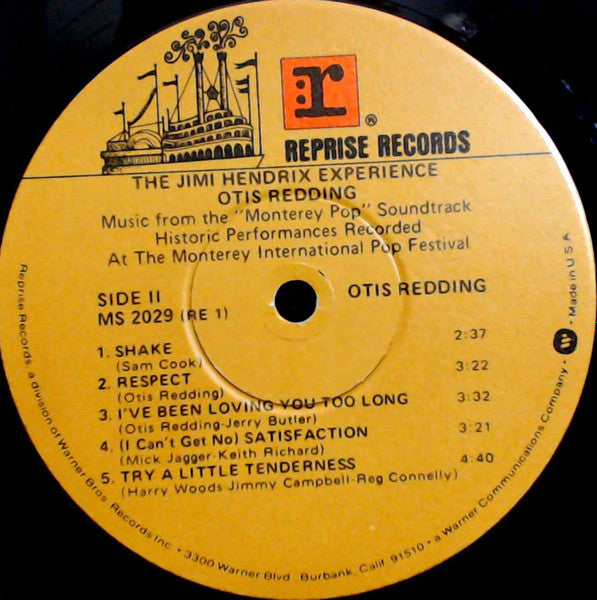 r®
REPRISE RECORDS
THE JIMI HENDRIX EXPERIENCE
OTIS REDDING
Music from the "Monterey Pop" Soundtrack
Historic Performances Recorded
At The Monterey International Pop Festival
SIDE II
OTIS REDDING
MS 2029 (RE 1)
1. SHAKE 2:37
(Sam Cook)
2. RESPECT 3:22
(Otis Redding)
3. I'VE BEEN LOVING YOU TOO LONG 3:32
(Otis Redding-Jerry Butler)
4. (I Can't Get No) SATISFACTION 3:21
(Mick Jagger-Keith Richard)
5. TRY A LITTLE TENDERNESS 4:40
(Harry Woods-Jimmy Campbell-Reg Connelly)
Reprise Records, a division of Warner Bros. Records Inc. • 3300 Warner Blvd., Burbank, Calif. 91510 • a Warner Communications Company • W • Made in U.S.A.